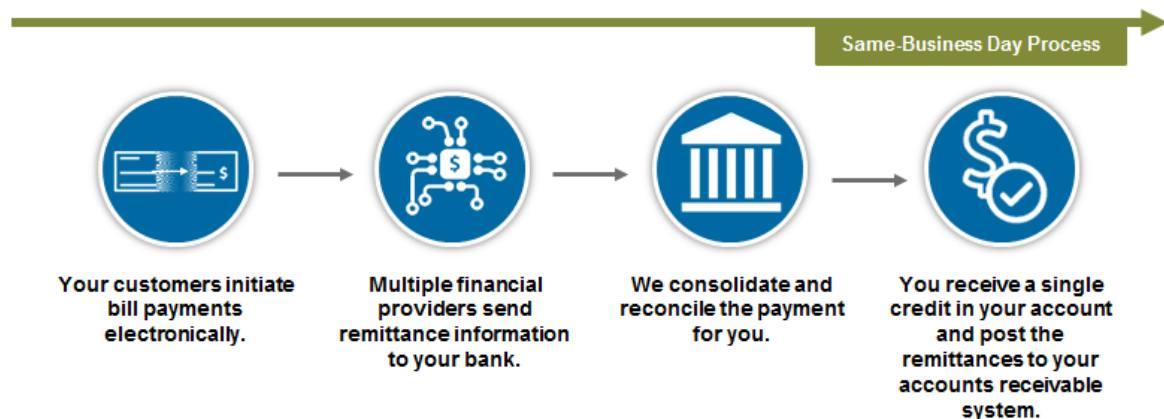 Same-Business Day Process
$
$
Your customers initiate
bill payments
electronically.
Multiple financial
providers send
remittance information
to your bank.
We consolidate and
reconcile the payment
for you.
You receive a single
credit in your account
and post the
remittances to your
accounts receivable
system.